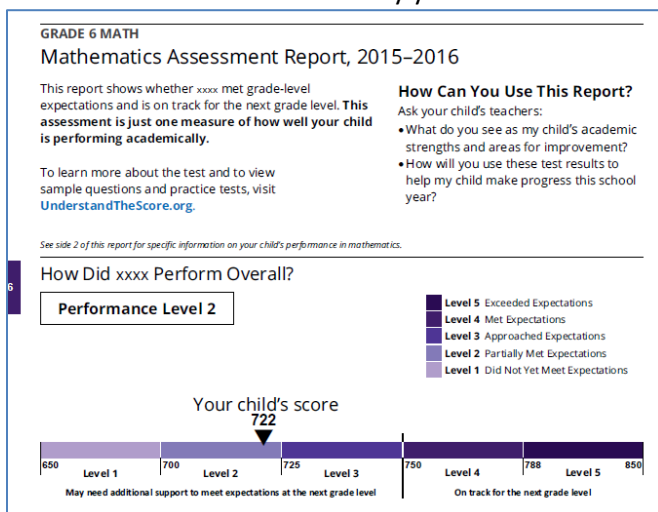 GRADE 6 MATH
Mathematics Assessment Report, 2015–2016
This report shows whether xxxx met grade-level
expectations and is on track for the next grade level. This
assessment is just one measure of how well your child
is performing academically.
To learn more about the test and to view
sample questions and practice tests, visit
UnderstandTheScore.org.
How Can You Use This Report?
Ask your child's teachers:
• What do you see as my child's academic
strengths and areas for improvement?
• How will you use these test results to
help my child make progress this school
year?
See side 2 of this report for specific information on your child's performance in mathematics.
6
How Did xxxx Perform Overall?
Performance Level 2
Level 5 Exceeded Expectations
Level 4 Met Expectations
Level 3 Approached Expectations
Level 2 Partially Met Expectations
Level 1 Did Not Yet Meet Expectations
Your child's score
722
650 700 725 750 788 850
Level 1 Level 2 Level 3 Level 4 Level 5
May need additional support to meet expectations at the next grade level On track for the next grade level